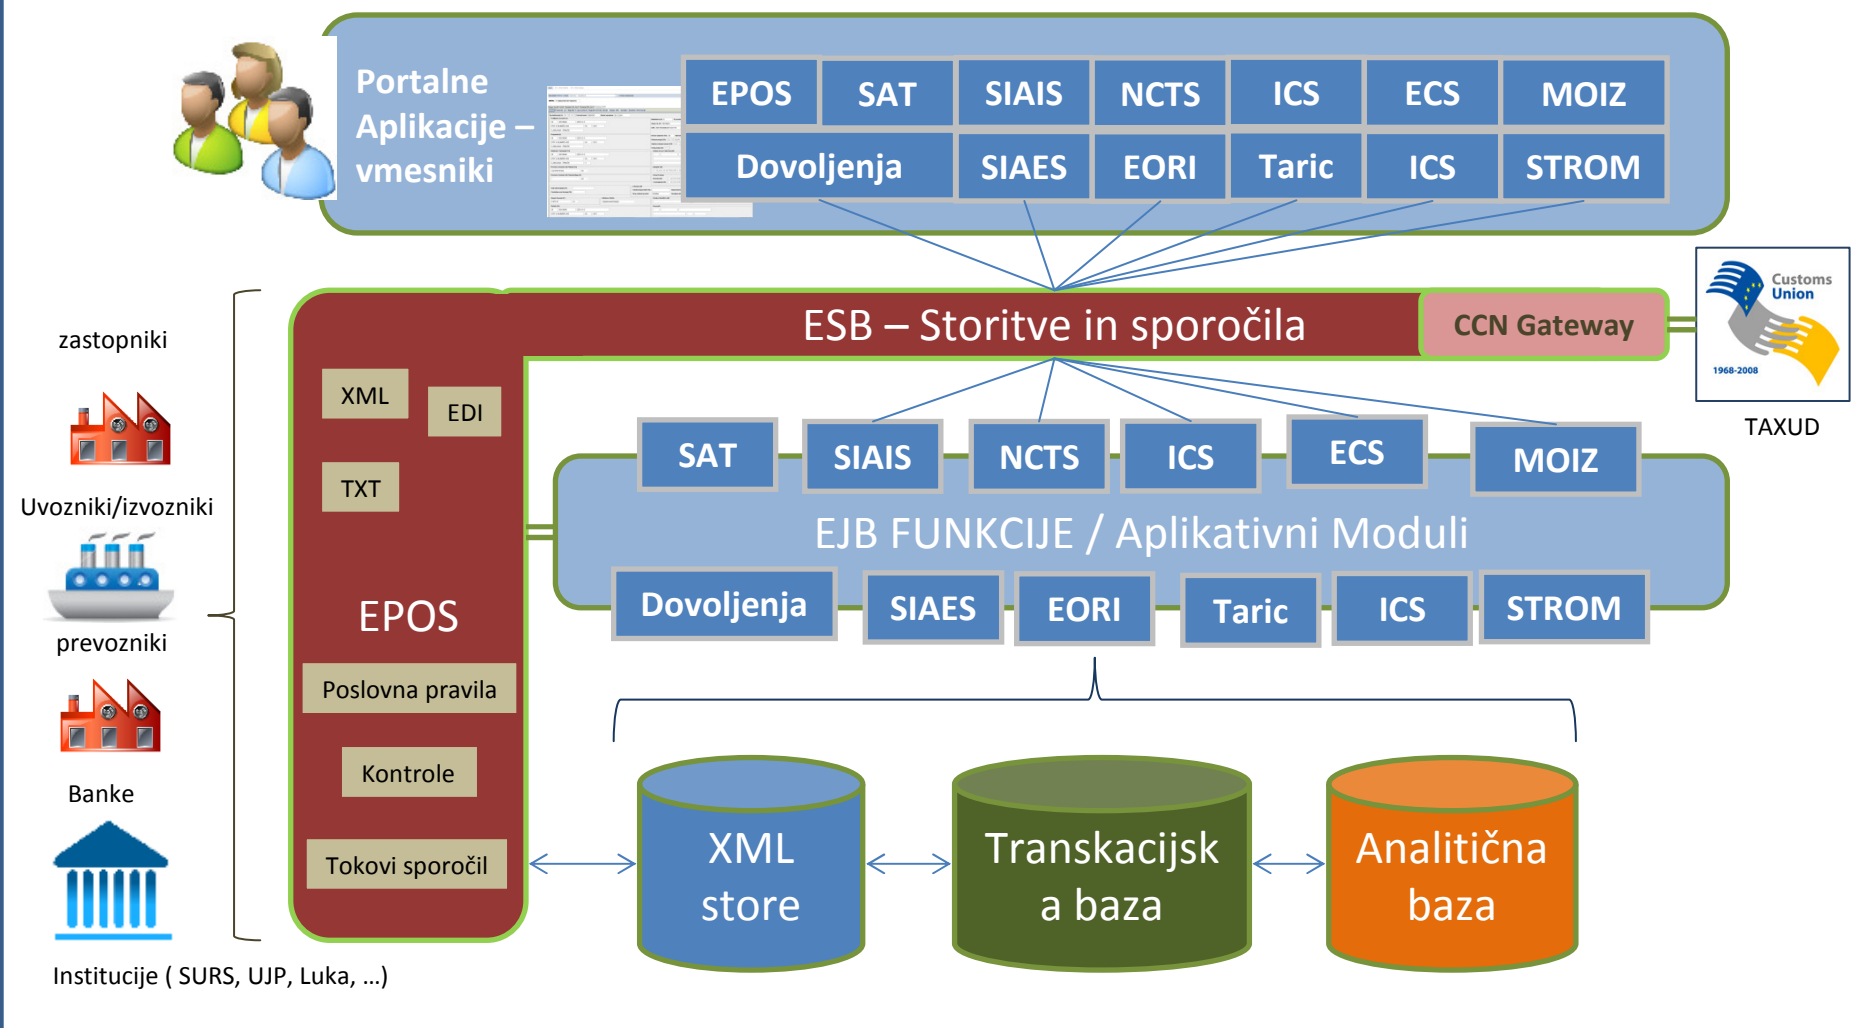 Portalne
Aplikacije –
vmesniki
EPOS
SAT
SIAIS
NCTS
ICS
ECS
MOIZ
Dovoljenja
SIAES
EORI
Taric
ICS
STROM
ESB – Storitve in sporočila
CCN Gateway
Customs
Union
1968-2008
TAXUD
zastopniki
Uvozniki/izvozniki
prevozniki
Banke
Institucije ( SURS, UJP, Luka, ...)
XML
EDI
TXT
EPOS
Poslovna pravila
Kontrole
Tokovi sporočil
SAT
SIAIS
NCTS
ICS
ECS
MOIZ
EJB FUNKCIJE / Aplikativni Moduli
Dovoljenja
SIAES
EORI
Taric
ICS
STROM
XML
store
Transkacijsk
a baza
Analitična
baza